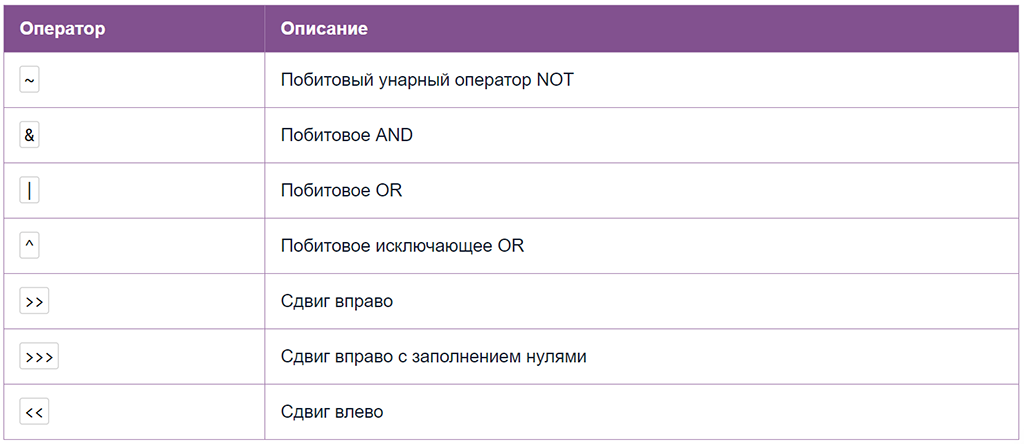 Оператор Описание
~ Побитовый унарный оператор NOT
& Побитовое AND
| Побитовое OR
^ Побитовое исключающее OR
>> Сдвиг вправо
>>> Сдвиг вправо с заполнением нулями
<< Сдвиг влево